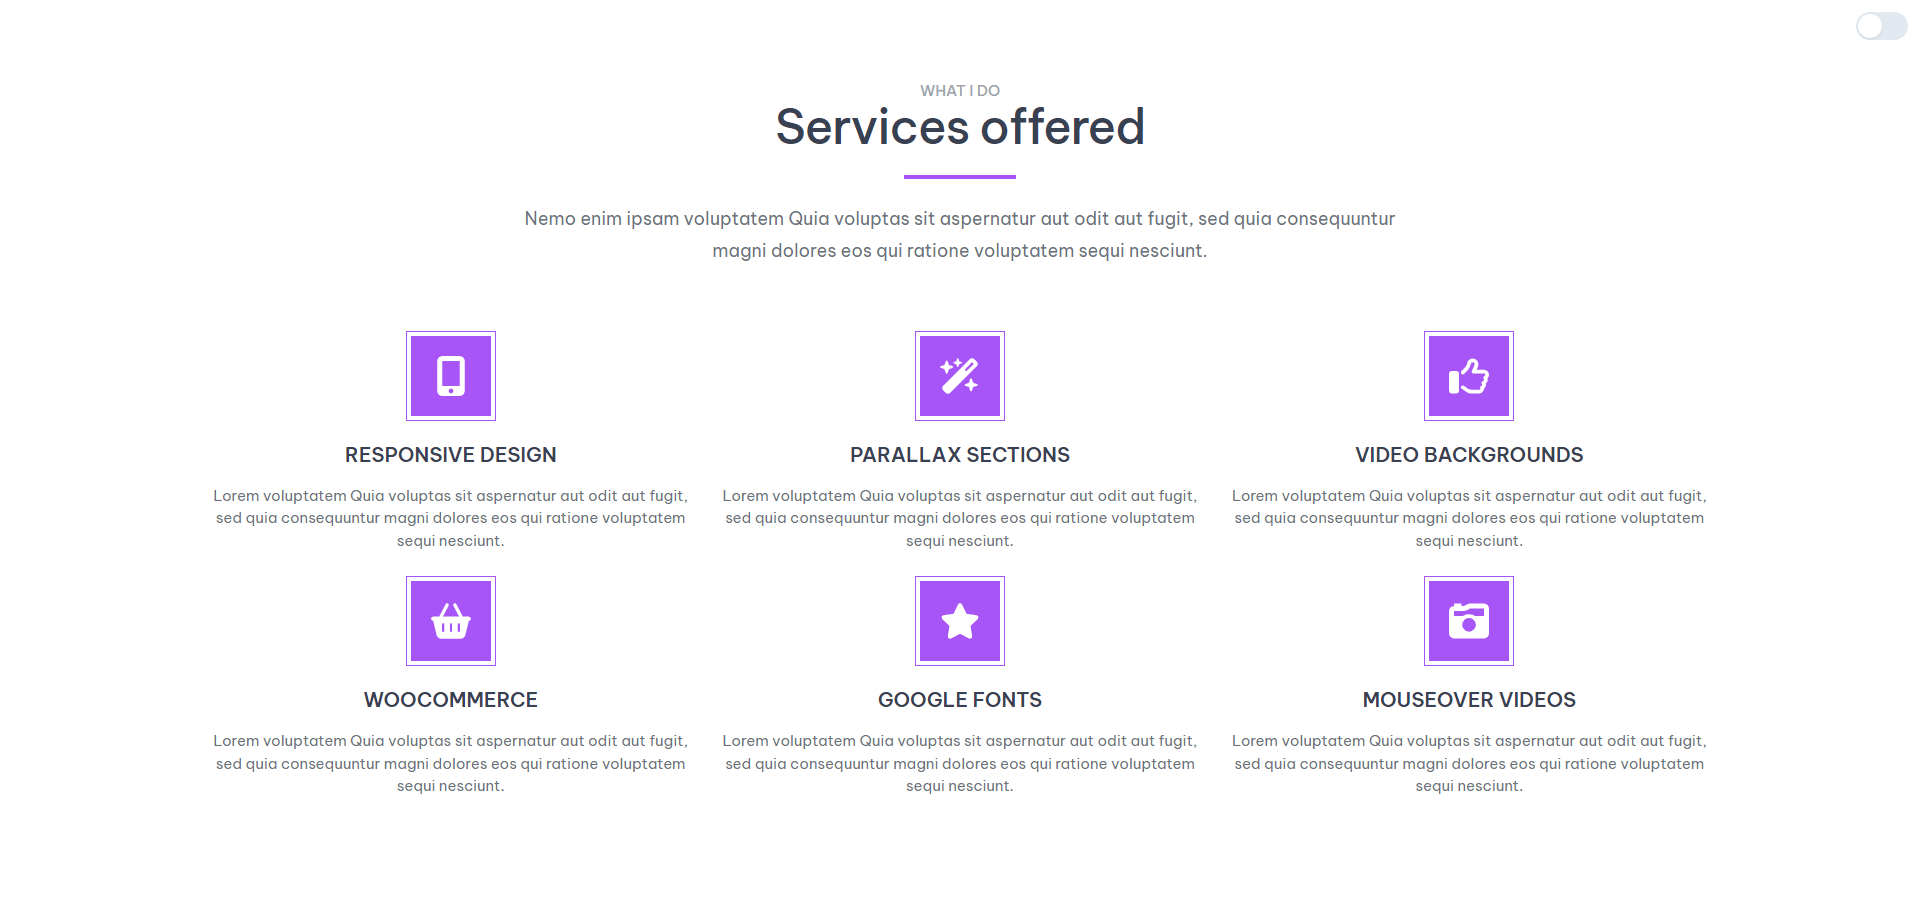 WHAT I DO
Services offered
Nemo enim ipsam voluptatem Quia voluptas sit aspernatur aut odit aut fugit, sed quia consequuntur
magni dolores eos qui ratione voluptatem sequi nesciunt.
RESPONSIVE DESIGN
Lorem voluptatem Quia voluptas sit aspernatur aut odit aut fugit,
sed quia consequuntur magni dolores eos qui ratione voluptatem
sequi nesciunt.
PARALLAX SECTIONS
Lorem voluptatem Quia voluptas sit aspernatur aut odit aut fugit,
sed quia consequuntur magni dolores eos qui ratione voluptatem
sequi nesciunt.
VIDEO BACKGROUNDS
Lorem voluptatem Quia voluptas sit aspernatur aut odit aut fugit,
sed quia consequuntur magni dolores eos qui ratione voluptatem
sequi nesciunt.
WOOCOMMERCE
Lorem voluptatem Quia voluptas sit aspernatur aut odit aut fugit,
sed quia consequuntur magni dolores eos qui ratione voluptatem
sequi nesciunt.
GOOGLE FONTS
Lorem voluptatem Quia voluptas sit aspernatur aut odit aut fugit,
sed quia consequuntur magni dolores eos qui ratione voluptatem
sequi nesciunt.
MOUSEOVER VIDEOS
Lorem voluptatem Quia voluptas sit aspernatur aut odit aut fugit,
sed quia consequuntur magni dolores eos qui ratione voluptatem
sequi nesciunt.